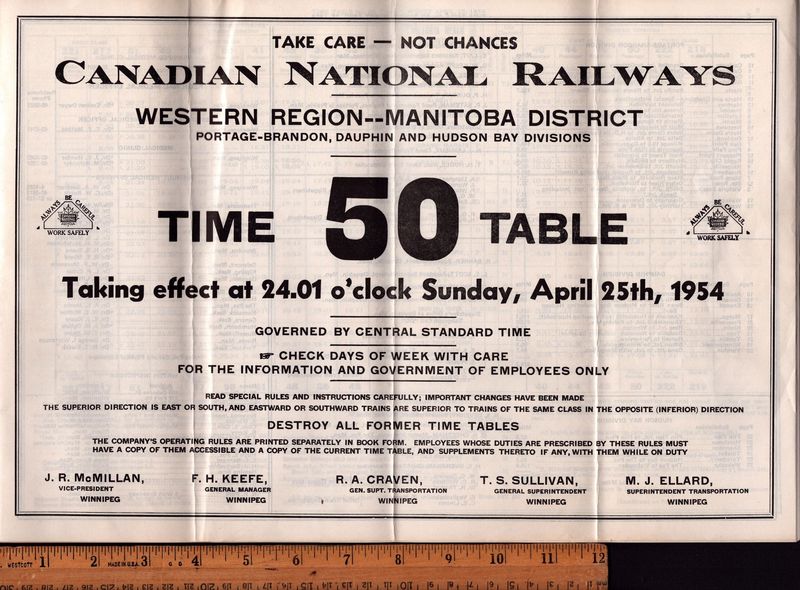 TAKE CARE — NOT CHANCES
CANADIAN NATIONAL RAILWAYS
WESTERN REGION--MANITOBA DISTRICT
PORTAGE-BRANDON, DAUPHIN AND HUDSON BAY DIVISIONS
ALWAYS BE CAREFUL
WORK SAFELY
TIME 50 TABLE
ALWAYS BE CAREFUL
WORK SAFELY
Taking effect at 24.01 o'clock Sunday, April 25th, 1954
GOVERNED BY CENTRAL STANDARD TIME
☞ CHECK DAYS OF WEEK WITH CARE
FOR THE INFORMATION AND GOVERNMENT OF EMPLOYEES ONLY
READ SPECIAL RULES AND INSTRUCTIONS CAREFULLY; IMPORTANT CHANGES HAVE BEEN MADE
THE SUPERIOR DIRECTION IS EAST OR SOUTH, AND EASTWARD OR SOUTHWARD TRAINS ARE SUPERIOR TO TRAINS OF THE SAME CLASS IN THE OPPOSITE (INFERIOR) DIRECTION
DESTROY ALL FORMER TIME TABLES
THE COMPANY'S OPERATING RULES ARE PRINTED SEPARATELY IN BOOK FORM. EMPLOYEES WHOSE DUTIES ARE PRESCRIBED BY THESE RULES MUST
HAVE A COPY OF THEM ACCESSIBLE AND A COPY OF THE CURRENT TIME TABLE, AND SUPPLEMENTS THERETO IF ANY, WITH THEM WHILE ON DUTY
J. R. McMILLAN,
VICE-PRESIDENT
WINNIPEG
F. H. KEEFE,
GENERAL MANAGER
WINNIPEG
R. A. CRAVEN,
GEN. SUPT. TRANSPORTATION
WINNIPEG
T. S. SULLIVAN,
GENERAL SUPERINTENDENT
WINNIPEG
M. J. ELLARD,
SUPERINTENDENT TRANSPORTATION
WINNIPEG
WESTCOTT 1 2 MADE IN U.S.A. 3 4 5 6 7 8 9 10 11 12